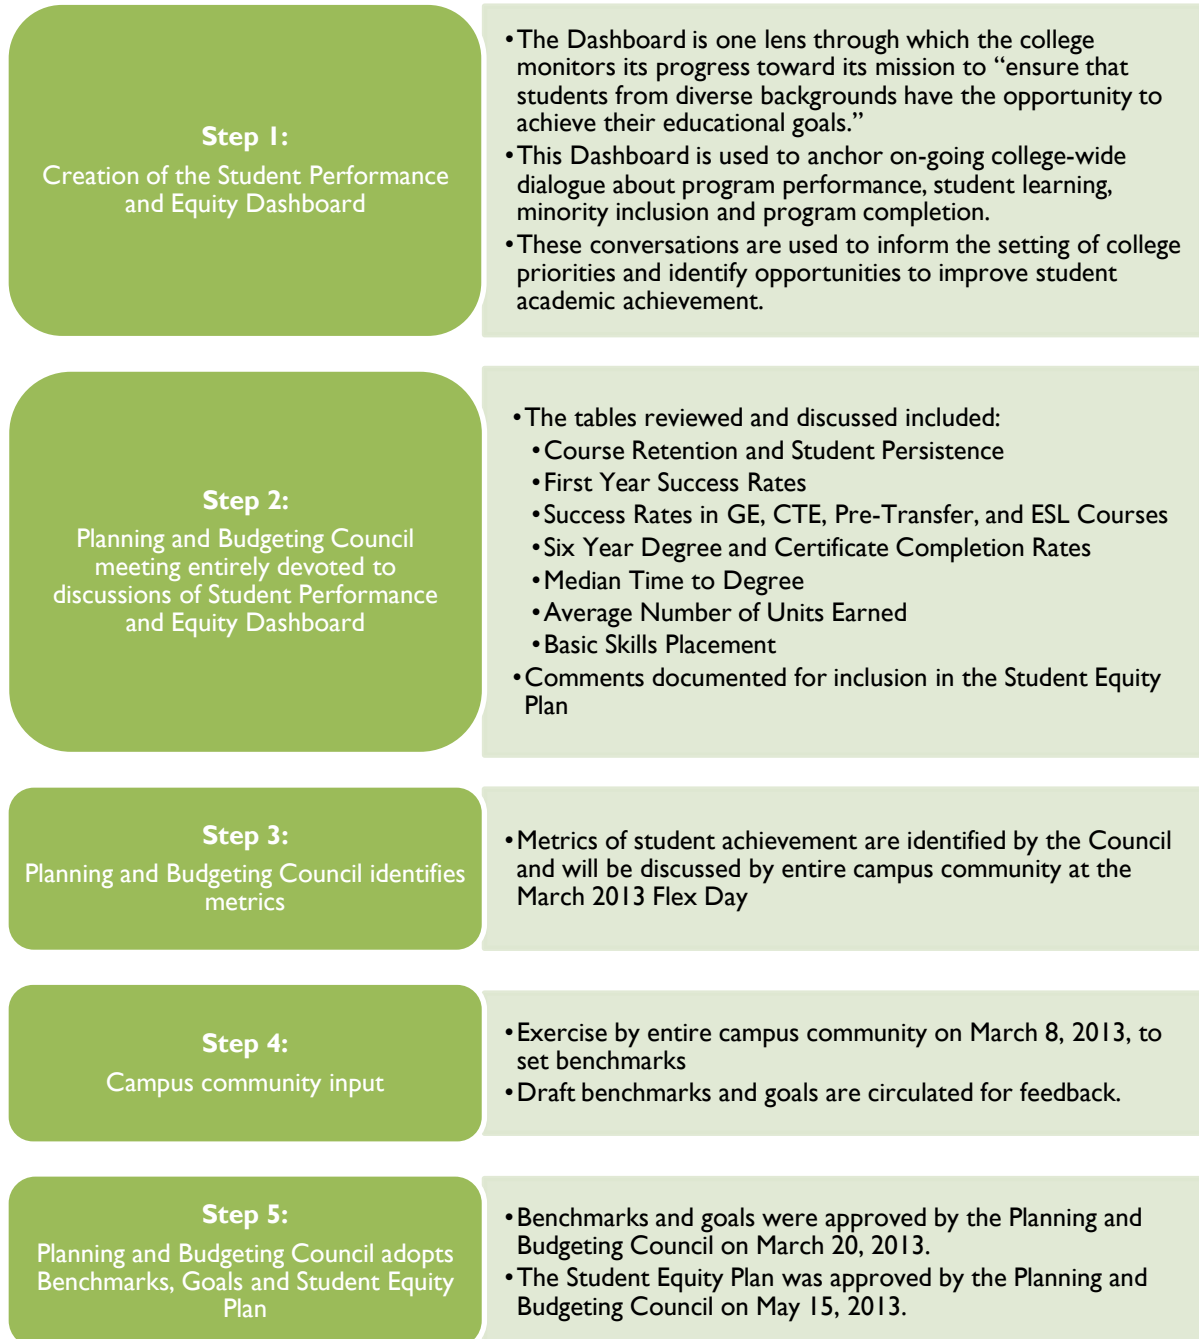 Step 1:
Creation of the Student Performance
and Equity Dashboard
•The Dashboard is one lens through which the college
monitors its progress toward its mission to “ensure that
students from diverse backgrounds have the opportunity to
achieve their educational goals.”
•This Dashboard is used to anchor on-going college-wide
dialogue about program performance, student learning,
minority inclusion and program completion.
•These conversations are used to inform the setting of college
priorities and identify opportunities to improve student
academic achievement.
Step 2:
Planning and Budgeting Council
meeting entirely devoted to
discussions of Student Performance
and Equity Dashboard
•The tables reviewed and discussed included:
•Course Retention and Student Persistence
•First Year Success Rates
•Success Rates in GE, CTE, Pre-Transfer, and ESL Courses
•Six Year Degree and Certificate Completion Rates
•Median Time to Degree
•Average Number of Units Earned
•Basic Skills Placement
•Comments documented for inclusion in the Student Equity
Plan
Step 3:
Planning and Budgeting Council identifies
metrics
•Metrics of student achievement are identified by the Council
and will be discussed by entire campus community at the
March 2013 Flex Day
Step 4:
Campus community input
•Exercise by entire campus community on March 8, 2013, to
set benchmarks
•Draft benchmarks and goals are circulated for feedback.
Step 5:
Planning and Budgeting Council adopts
Benchmarks, Goals and Student Equity
Plan
•Benchmarks and goals were approved by the Planning and
Budgeting Council on March 20, 2013.
•The Student Equity Plan was approved by the Planning and
Budgeting Council on May 15, 2013.